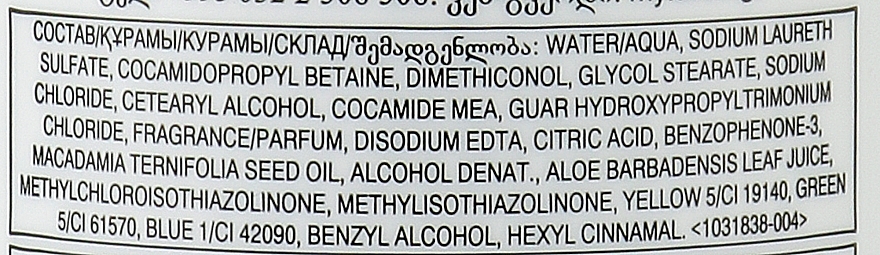 СОСТАВ/ҚҰРАМЫ/КУРАМЫ/СКЛАД/შემადგენლობა: WATER/AQUA, SODIUM LAURETH
SULFATE, COCAMIDOPROPYL BETAINE, DIMETHICONOL, GLYCOL STEARATE, SODIUM
CHLORIDE, CETEARYL ALCOHOL, COCAMIDE MEA, GUAR HYDROXYPROPYLTRIMONIUM
CHLORIDE, FRAGRANCE/PARFUM, DISODIUM EDTA, CITRIC ACID, BENZOPHENONE-3,
MACADAMIA TERNIFOLIA SEED OIL, ALCOHOL DENAT., ALOE BARBADENSIS LEAF JUICE,
METHYLCHLOROISOTHIAZOLINONE, METHYLISOTHIAZOLINONE, YELLOW 5/CI 19140, GREEN
5/CI 61570, BLUE 1/CI 42090, BENZYL ALCOHOL, HEXYL CINNAMAL. <1031838-004>